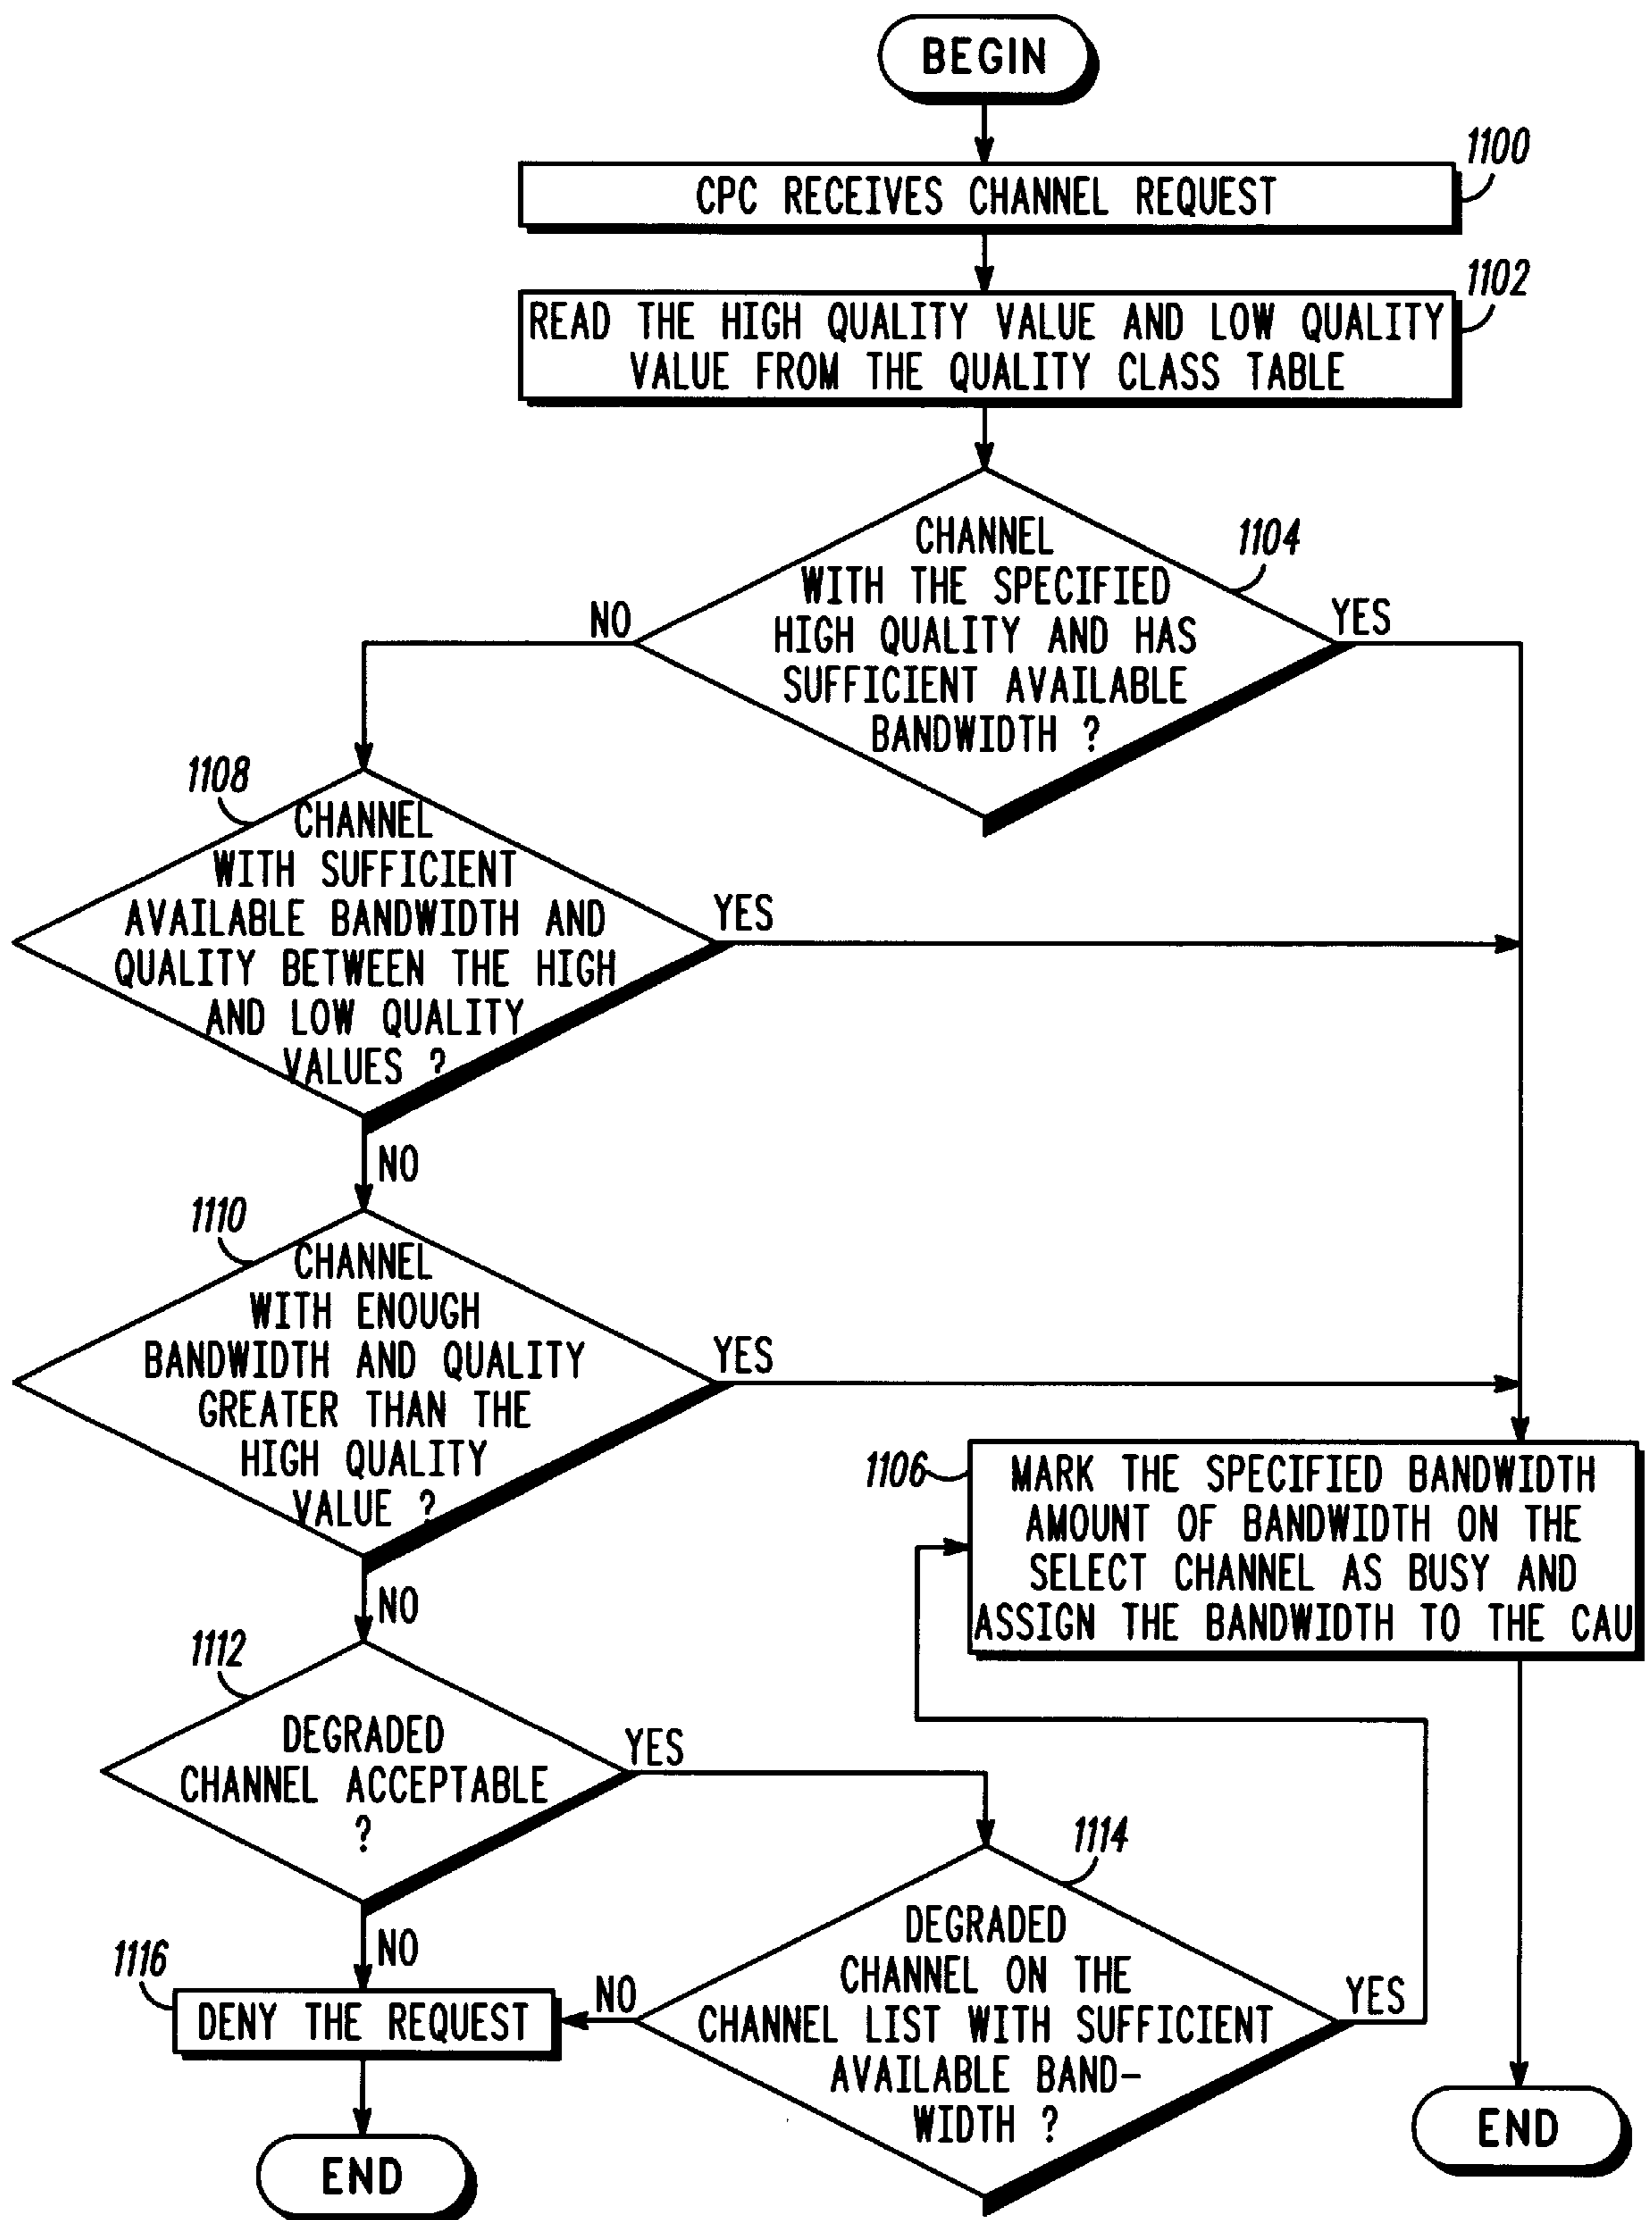 BEGIN
1100
CPC RECEIVES CHANNEL REQUEST
1102
READ THE HIGH QUALITY VALUE AND LOW QUALITY
VALUE FROM THE QUALITY CLASS TABLE
1104
CHANNEL
WITH THE SPECIFIED
HIGH QUALITY AND HAS
SUFFICIENT AVAILABLE
BANDWIDTH ?
NO
YES
1108
CHANNEL
WITH SUFFICIENT
AVAILABLE BANDWIDTH AND
QUALITY BETWEEN THE HIGH
AND LOW QUALITY
VALUES ?
YES
NO
1110
CHANNEL
WITH ENOUGH
BANDWIDTH AND QUALITY
GREATER THAN THE
HIGH QUALITY
VALUE ?
YES
NO
1106
MARK THE SPECIFIED BANDWIDTH
AMOUNT OF BANDWIDTH ON THE
SELECT CHANNEL AS BUSY AND
ASSIGN THE BANDWIDTH TO THE CAU
1112
DEGRADED
CHANNEL ACCEPTABLE
?
YES
NO
1114
DEGRADED
CHANNEL ON THE
CHANNEL LIST WITH SUFFICIENT
AVAILABLE BAND-
WIDTH ?
NO
YES
1116
DENY THE REQUEST
END
END